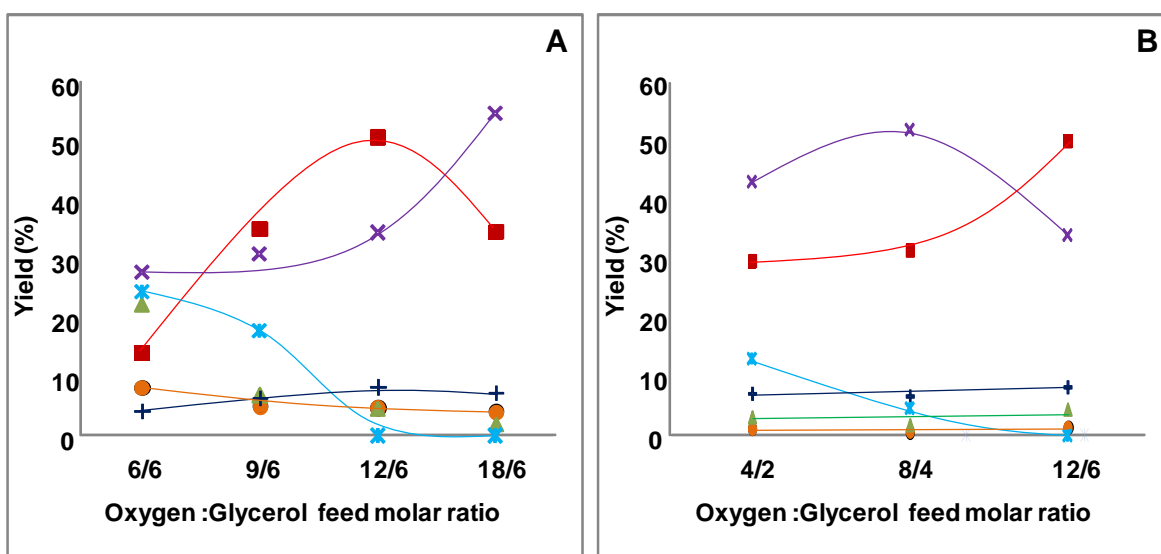 A
60
50
40
30
20
10
0
Yield (%)
6/6 9/6 12/6 18/6
Oxygen :Glycerol feed molar ratio
B
60
50
40
30
20
10
0
Yield (%)
4/2 8/4 12/6
Oxygen :Glycerol feed molar ratio